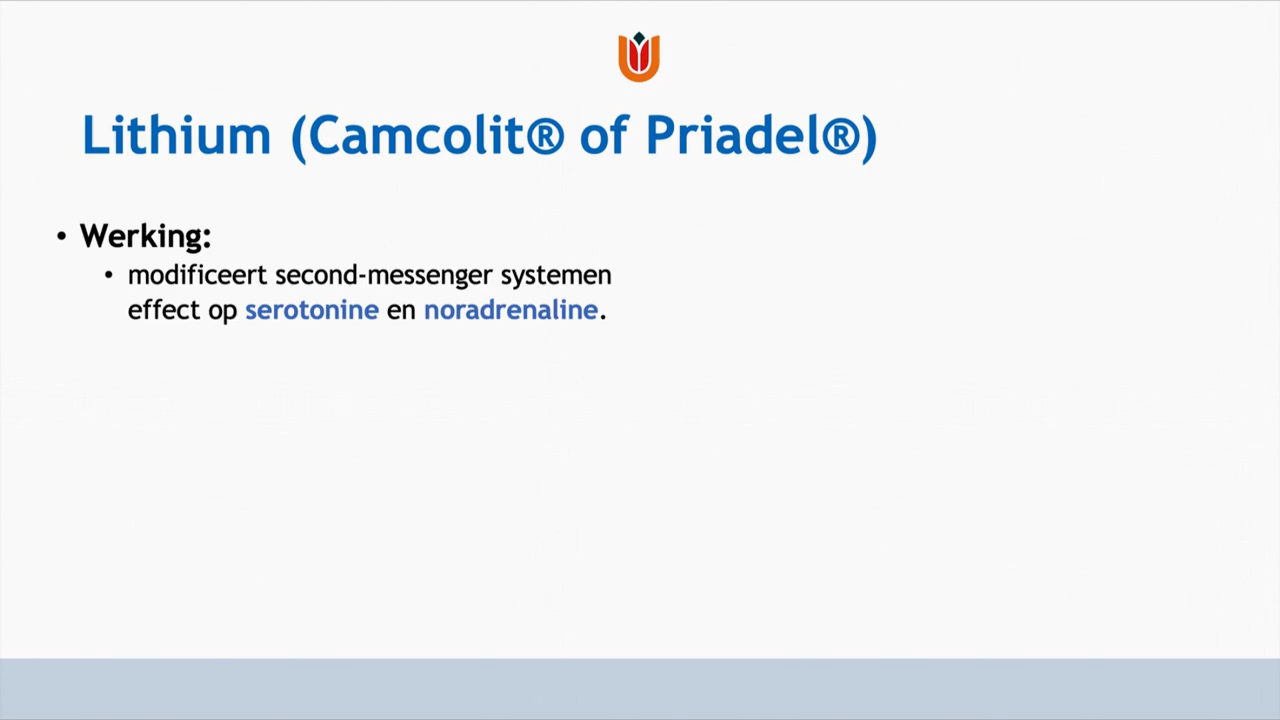 Lithium (Camcolit® of Priadel®)
• Werking:
• modificeert second-messenger systemen
effect op serotonine en noradrenaline.